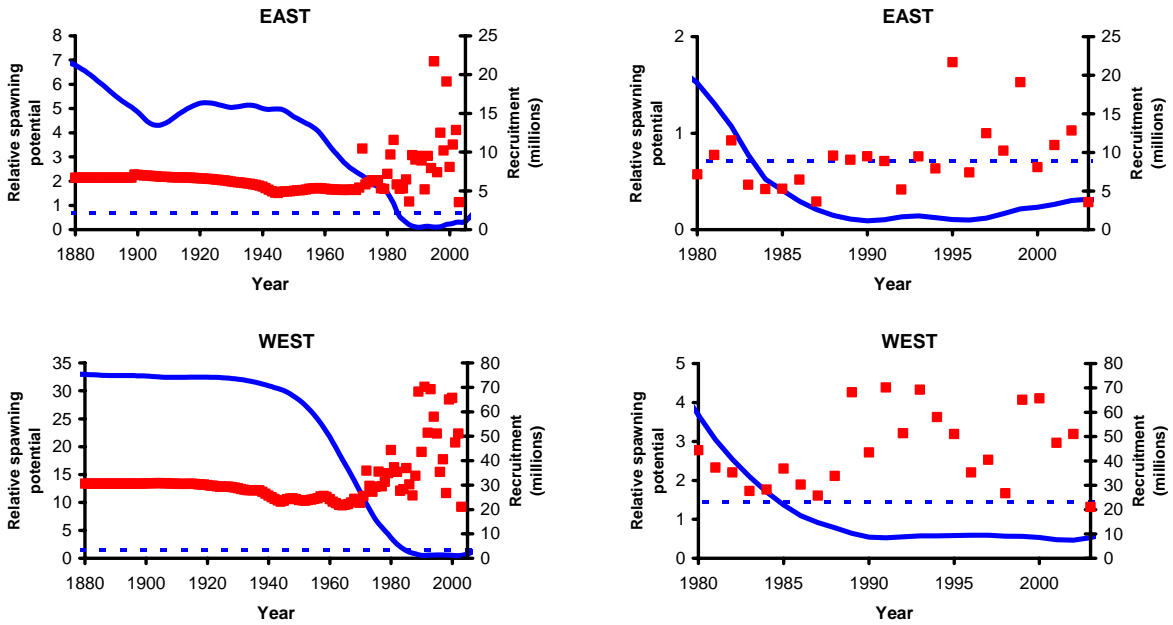 EAST
Relative spawning
potential
8
7
6
5
4
3
2
1
0
25
20
15
10
5
0
Recruitment
(millions)
1880 1900 1920 1940 1960 1980 2000
Year
EAST
Relative spawning
potential
2
1
0
25
20
15
10
5
0
Recruitment
(millions)
1980 1985 1990 1995 2000
Year
WEST
Relative spawning
potential
35
30
25
20
15
10
5
0
80
70
60
50
40
30
20
10
0
Recruitment
(millions)
1880 1900 1920 1940 1960 1980 2000
Year
WEST
Relative spawning
potential
5
4
3
2
1
0
80
70
60
50
40
30
20
10
0
Recruitment
(millions)
1980 1985 1990 1995 2000
Year